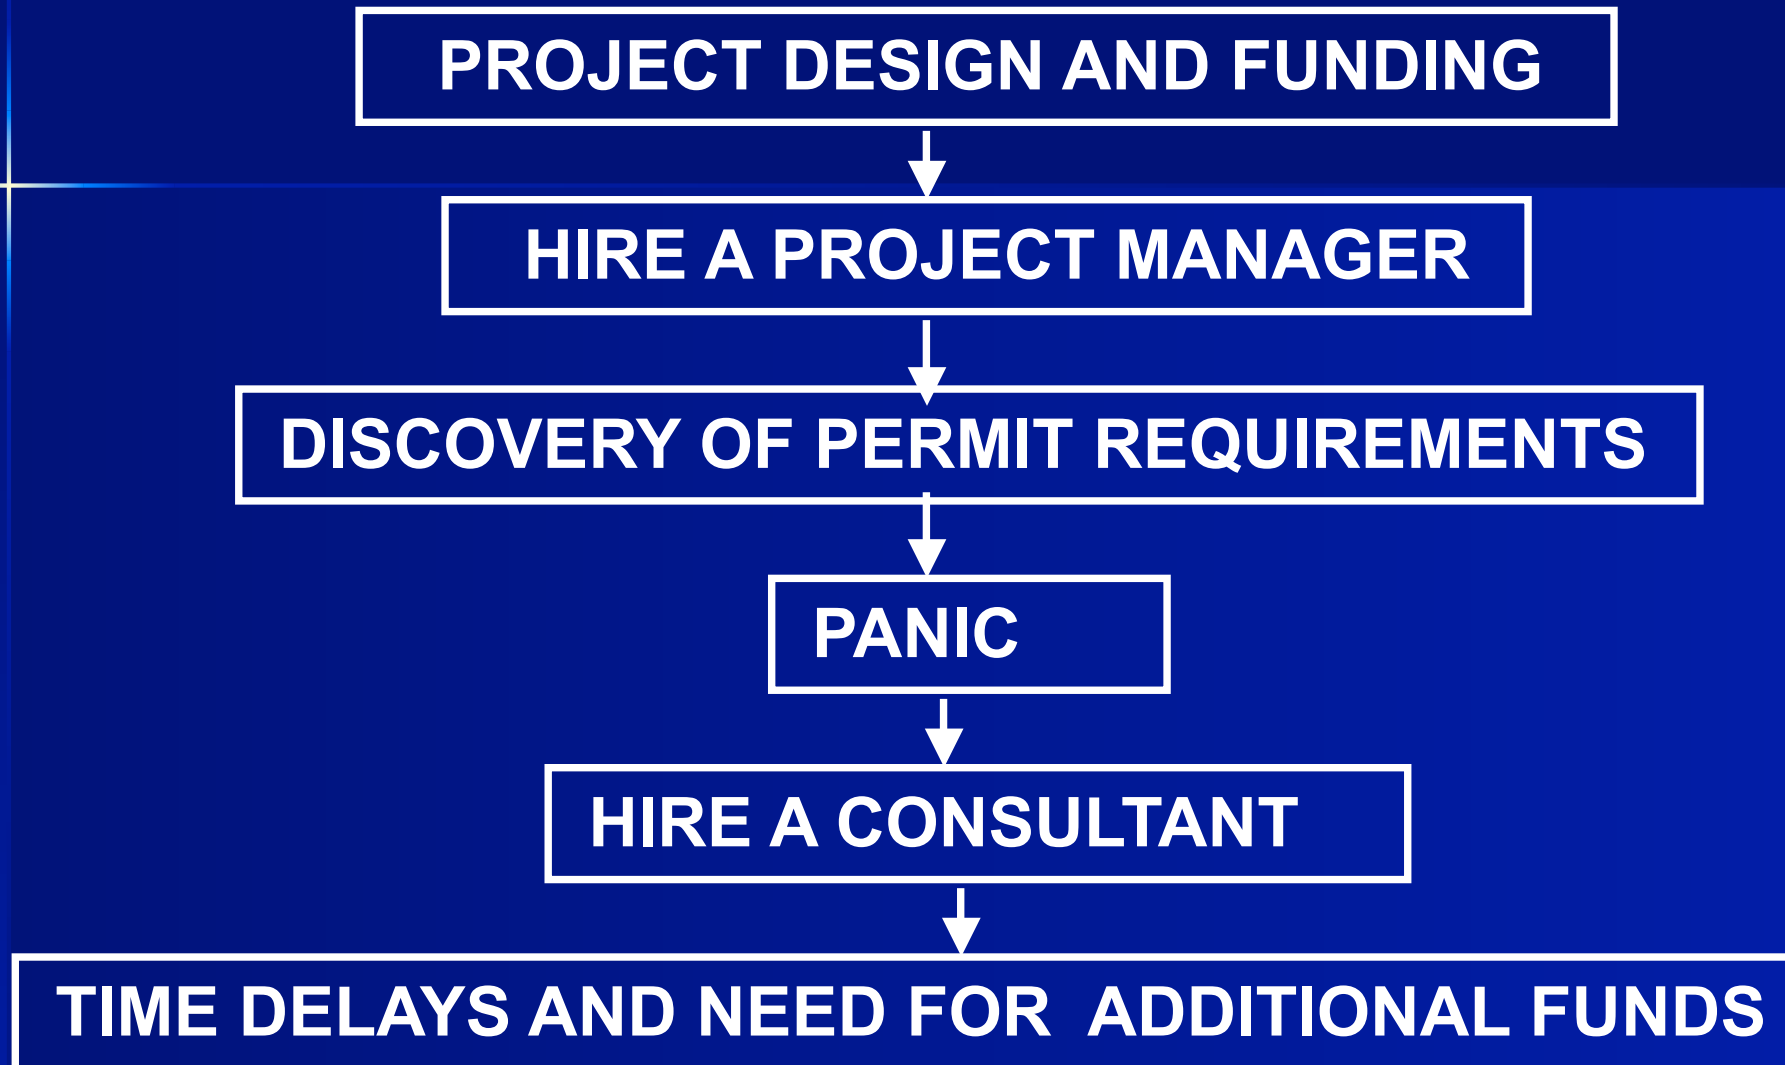 PROJECT DESIGN AND FUNDING
HIRE A PROJECT MANAGER
DISCOVERY OF PERMIT REQUIREMENTS
PANIC
HIRE A CONSULTANT
TIME DELAYS AND NEED FOR  ADDITIONAL FUNDS